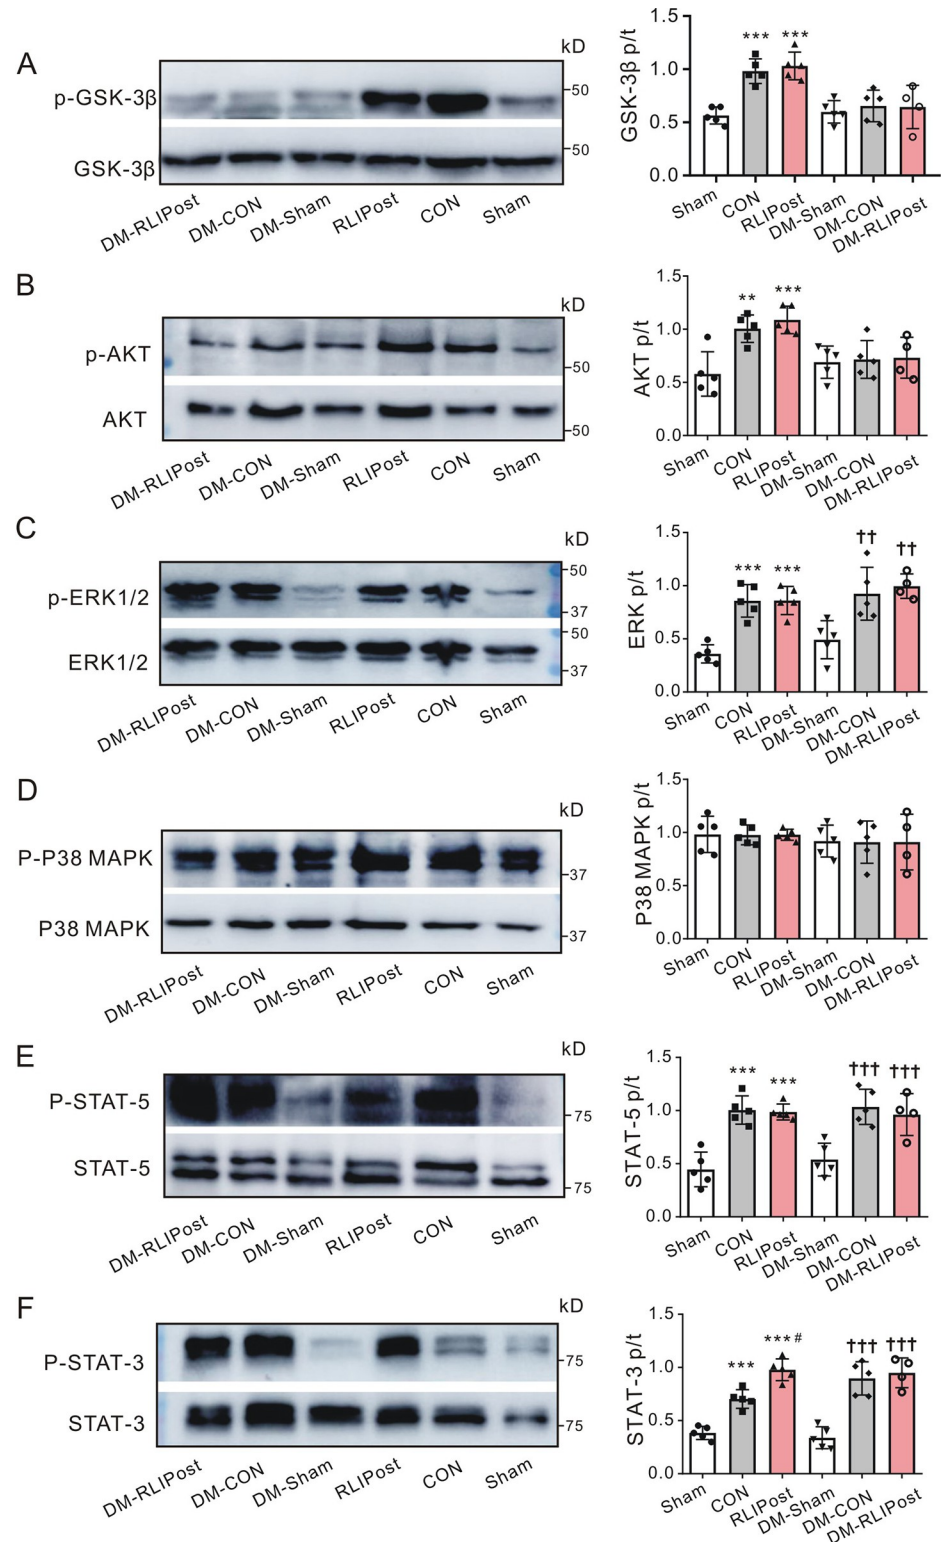 A
kD
p-GSK-3β
50
GSK-3β
50
DM-RLIPost
DM-CON
DM-Sham
RLIPost
CON
Sham
GSK-3β p/t
1.5
1.0
0.5
0.0
***
***
Sham
CON
RLIPost
DM-Sham
DM-CON
DM-RLIPost
B
kD
p-AKT
50
AKT
50
DM-RLIPost
DM-CON
DM-Sham
RLIPost
CON
Sham
AKT p/t
1.5
1.0
0.5
0.0
**
***
Sham
CON
RLIPost
DM-Sham
DM-CON
DM-RLIPost
C
kD
50
p-ERK1/2
37
50
ERK1/2
37
DM-RLIPost
DM-CON
DM-Sham
RLIPost
CON
Sham
ERK p/t
1.5
1.0
0.5
0.0
***
***
††
††
Sham
CON
RLIPost
DM-Sham
DM-CON
DM-RLIPost
D
kD
P-P38 MAPK
37
P38 MAPK
37
DM-RLIPost
DM-CON
DM-Sham
RLIPost
CON
Sham
P38 MAPK p/t
1.5
1.0
0.5
0.0
Sham
CON
RLIPost
DM-Sham
DM-CON
DM-RLIPost
E
kD
P-STAT-5
75
STAT-5
75
DM-RLIPost
DM-CON
DM-Sham
RLIPost
CON
Sham
STAT-5 p/t
1.5
1.0
0.5
0.0
***
***
†††
†††
Sham
CON
RLIPost
DM-Sham
DM-CON
DM-RLIPost
F
kD
P-STAT-3
75
STAT-3
75
DM-RLIPost
DM-CON
DM-Sham
RLIPost
CON
Sham
STAT-3 p/t
1.5
1.0
0.5
0.0
***
***#
†††
†††
Sham
CON
RLIPost
DM-Sham
DM-CON
DM-RLIPost